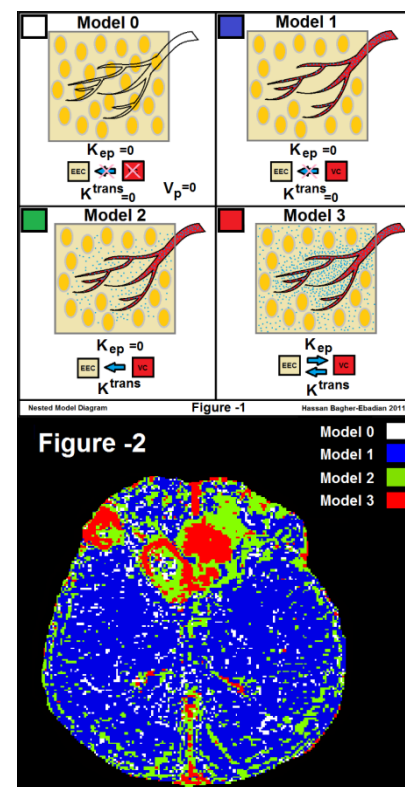 Model 0
Model 1
Kep=0
EEC
Ktrans=0
Vp=0
Kep=0
EEC VC
Ktrans=0
Model 2
Model 3
Kep=0
EEC VC
Ktrans
Kep
EEC VC
Ktrans
Nested Model Diagram Figure -1 Hassan Bagher-Ebadian 2011
Figure -2
Model 0
Model 1
Model 2
Model 3